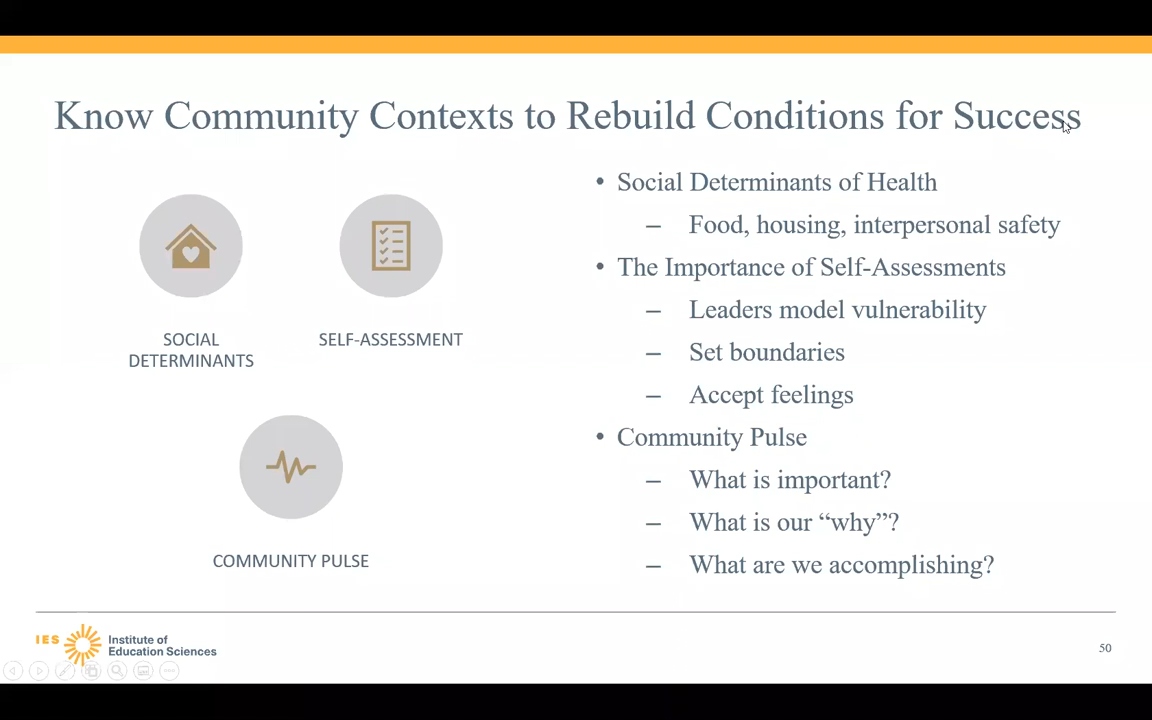 Know Community Contexts to Rebuild Conditions for Success
SOCIAL
DETERMINANTS
SELF-ASSESSMENT
COMMUNITY PULSE
• Social Determinants of Health
– Food, housing, interpersonal safety
• The Importance of Self-Assessments
– Leaders model vulnerability
– Set boundaries
– Accept feelings
• Community Pulse
– What is important?
– What is our “why”?
– What are we accomplishing?
IES
Institute of
Education Sciences
50